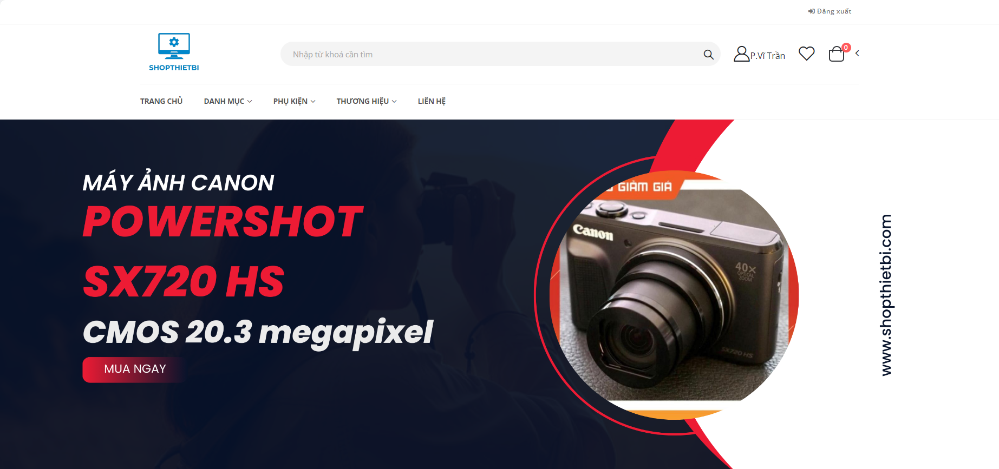 Đăng xuất
SHOPTHIETBI
Nhập từ khoá cần tìm
P.Vĩ Trần
0
TRANG CHỦ
DANH MỤC
PHỤ KIỆN
THƯƠNG HIỆU
LIÊN HỆ
MÁY ẢNH CANON
POWERSHOT
SX720 HS
CMOS 20.3 megapixel
MUA NGAY
GIẢM GIÁ
Canon
40x
OPTICAL
ZOOM
SX720 HS
www.shopthietbi.com